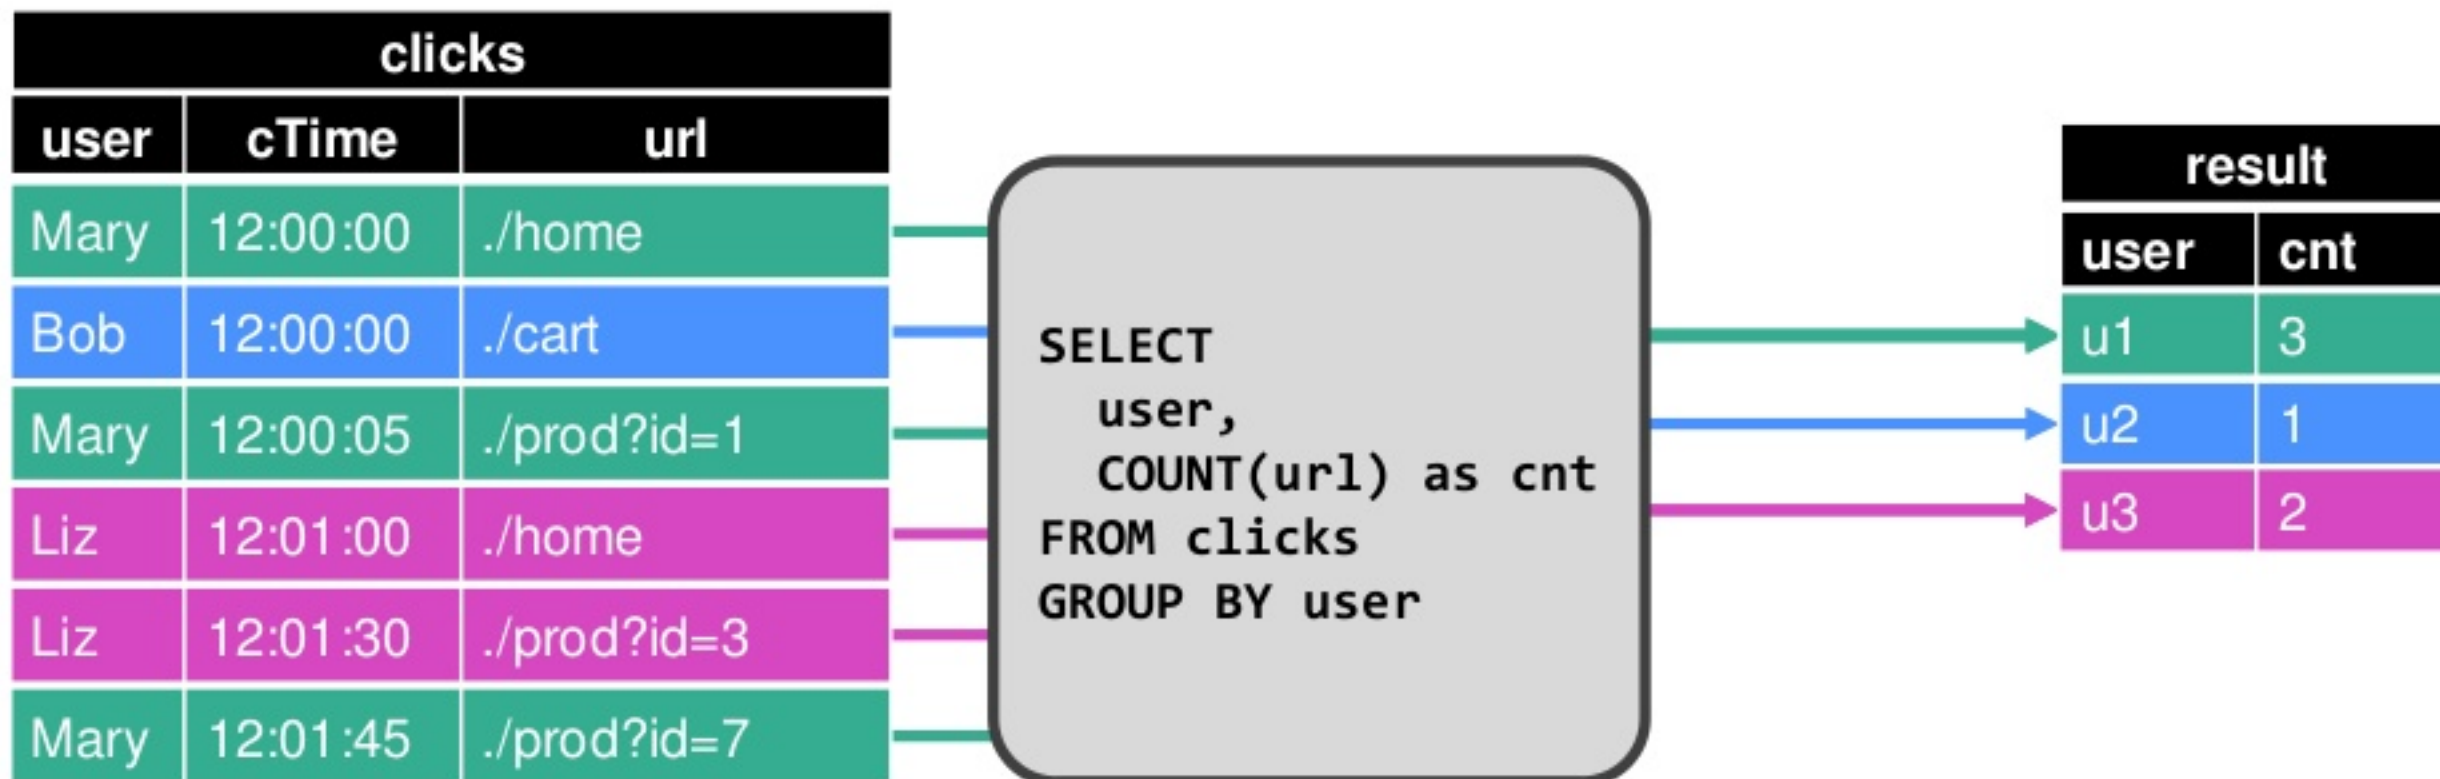 clicks
user cTime url
Mary 12:00:00 ./home
Bob 12:00:00 ./cart
Mary 12:00:05 ./prod?id=1
Liz 12:01:00 ./home
Liz 12:01:30 ./prod?id=3
Mary 12:01:45 ./prod?id=7
SELECT
user,
COUNT(url) as cnt
FROM clicks
GROUP BY user
result
user cnt
u1 3
u2 1
u3 2